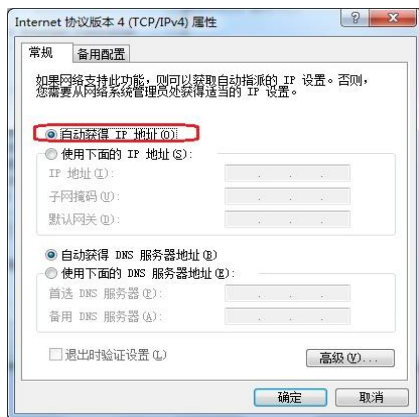 Internet 协议版本 4 (TCP/IPv4) 属性
常规 备用配置
如果网络支持此功能，则可以获取自动指派的 IP 设置。否则，
您需要从网络系统管理员处获得适当的 IP 设置。
自动获得 IP 地址(O)
使用下面的 IP 地址(S):
IP 地址(I):
子网掩码(U):
默认网关(D):
自动获得 DNS 服务器地址(B)
使用下面的 DNS 服务器地址(E):
首选 DNS 服务器(P):
备用 DNS 服务器(A):
退出时验证设置(L)
高级(V)...
确定 取消